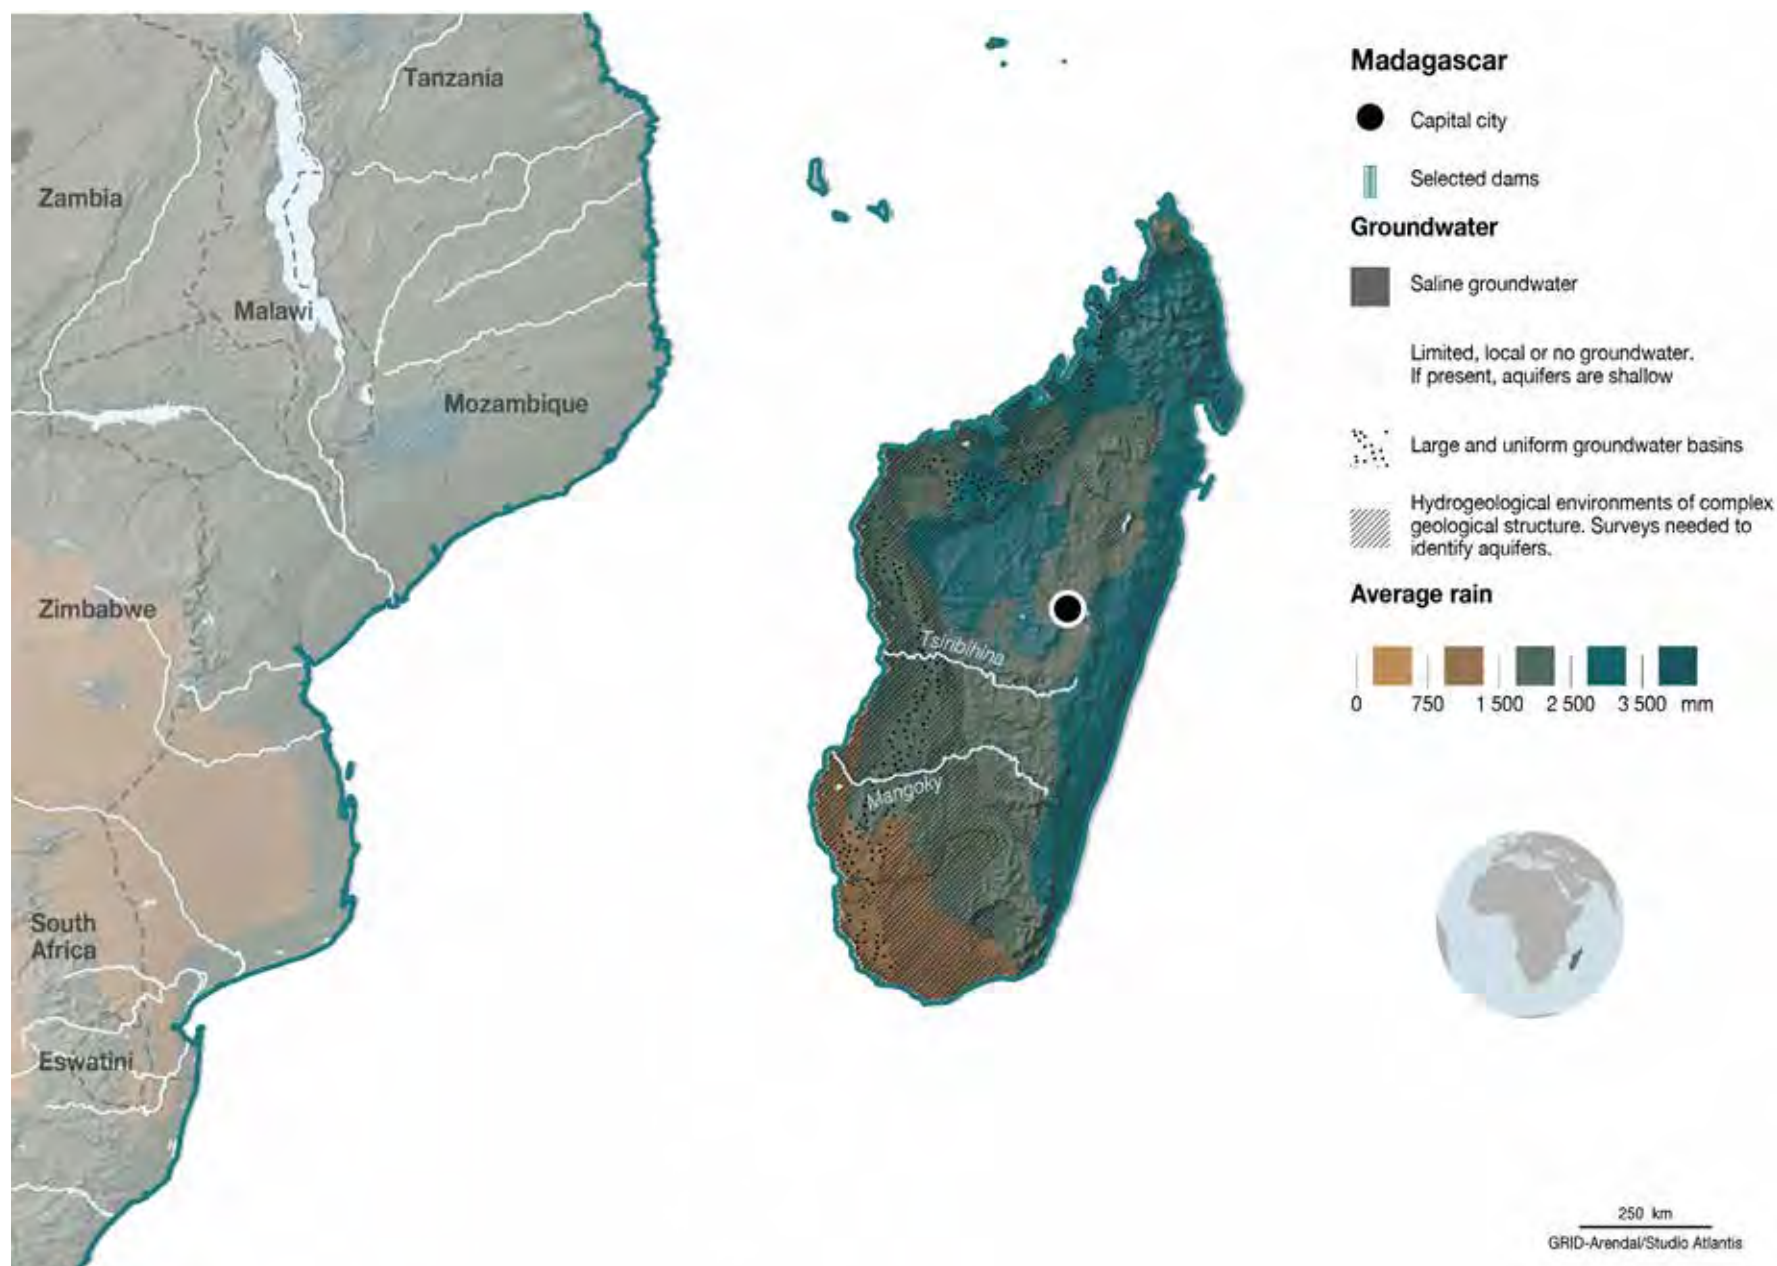 Tanzania
Zambia
Malawi
Mozambique
Zimbabwe
South
Africa
Eswatini
Tsiribihina
Mangoky
Madagascar
Capital city
Selected dams
Groundwater
Saline groundwater
Limited, local or no groundwater.
If present, aquifers are shallow
Large and uniform groundwater basins
Hydrogeological environments of complex
geological structure. Surveys needed to
identify aquifers.
Average rain
0 750 1 500 2 500 3 500 mm
250 km
GRID-Arendal/Studio Atlantis